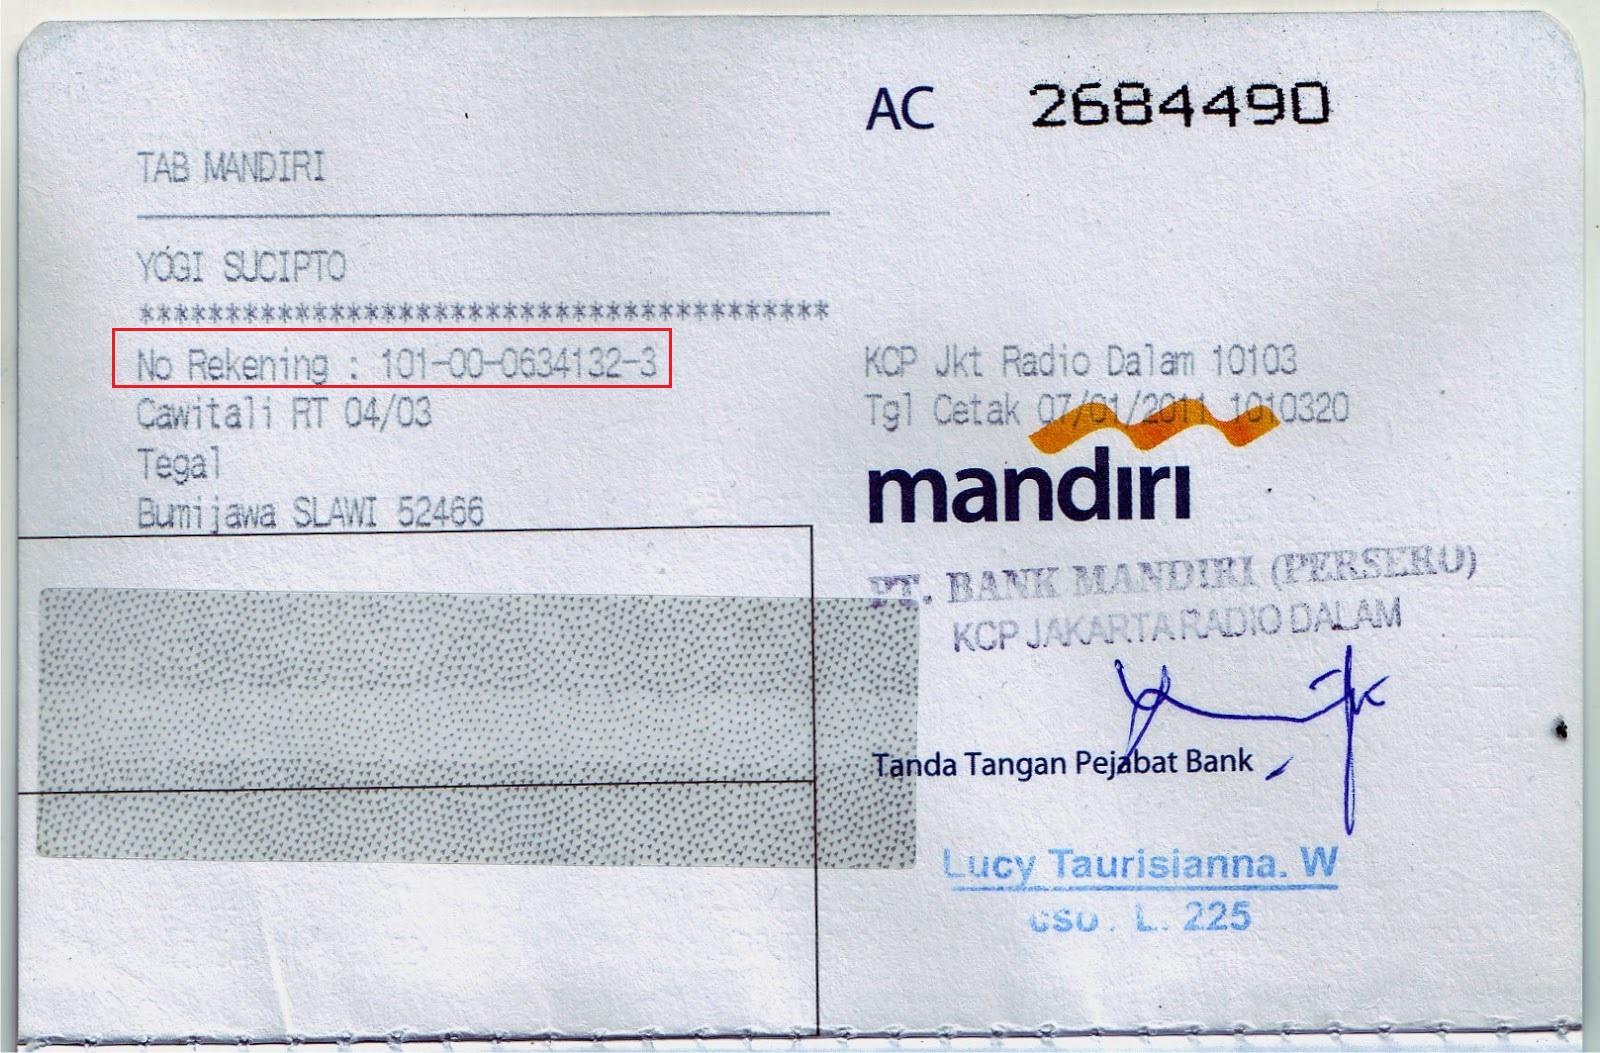 AC 2684490
TAB MANDIRI
YOGI SUCIPTO
****************************************
No Rekening : 101-00-0634132-3
Cawitali RT 04/03
Tegal
Bumijawa SLAWI 52466
KCP Jkt Radio Dalam 10103
Tgl Cetak 07/01/2011 1010320
mandırı
PT. BANK MANDIRI (PERSERO)
KCP JAKARTA RADIO DALAM
Tanda Tangan Pejabat Bank
Lucy Taurisianna. W
CSO. L. 225